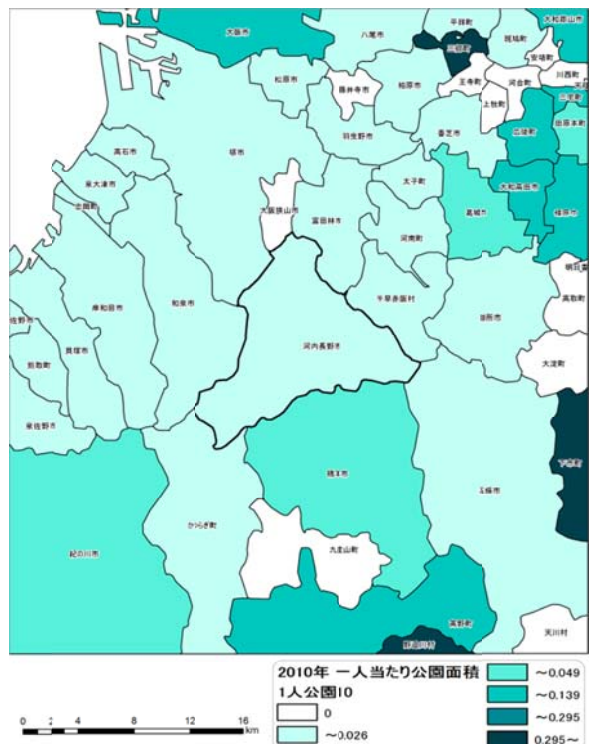 大阪市
八尾市
平群町
斑鳩町
大和郡山市
三郷町
安堵町
松原市
藤井寺市
柏原市
王寺町
河合町
川西町
三宅町
上牧町
田原本町
羽曳野市
香芝市
広陵町
高石市
堺市
泉大津市
忠岡町
太子町
大和高田市
大阪狭山市
富田林市
葛城市
橿原市
河南町
岸和田市
和泉市
千早赤阪村
御所市
高取町
佐野市
貝塚市
河内長野市
熊取町
大淀町
泉佐野市
下市町
橋本市
五條市
かつらぎ町
紀の川市
九度山町
高野町
天川村
野迫川村
2010年 一人当たり公園面積
1人公園10
0
～0.026
～0.049
～0.139
～0.295
0.295～
0 2 4 8 12 16
km